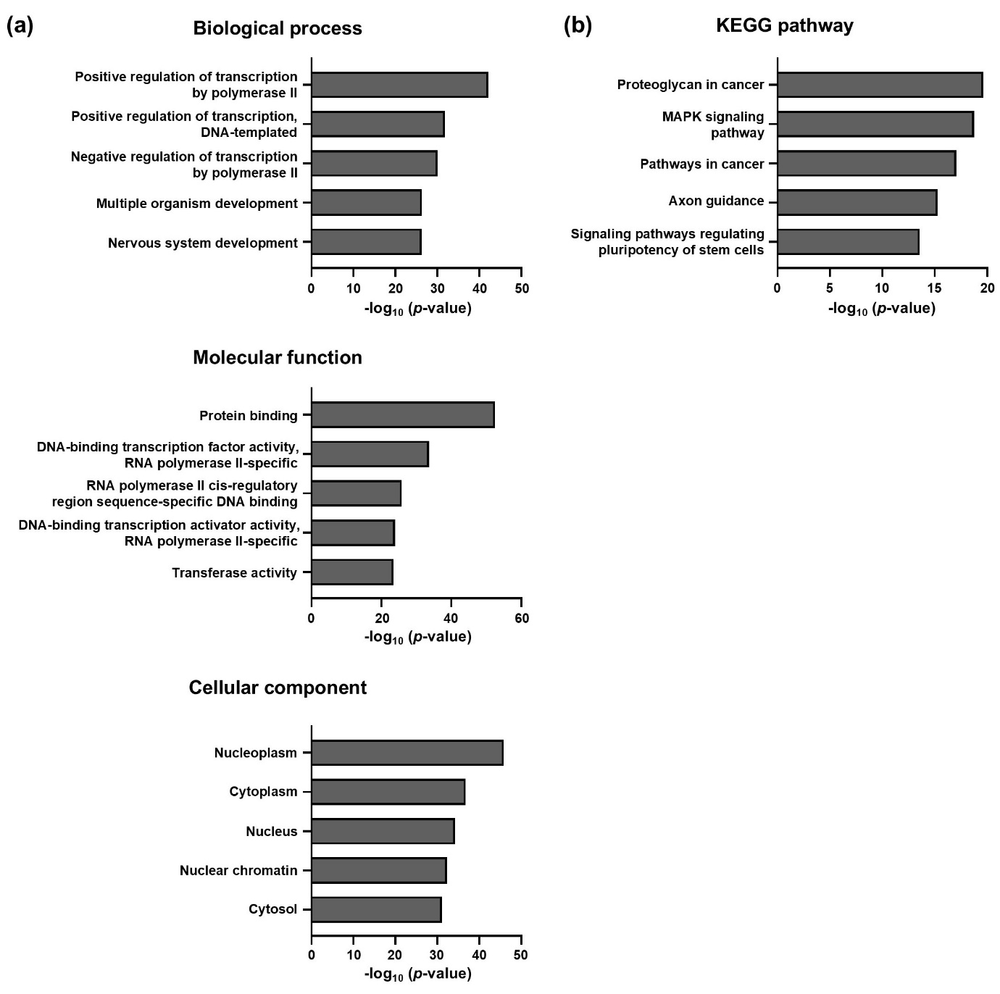 (a)
Biological process
Positive regulation of transcription
by polymerase II
Positive regulation of transcription,
DNA-templated
Negative regulation of transcription
by polymerase II
Multiple organism development
Nervous system development
0 10 20 30 40 50
-log10 (p-value)
Molecular function
Protein binding
DNA-binding transcription factor activity,
RNA polymerase II-specific
RNA polymerase II cis-regulatory
region sequence-specific DNA binding
DNA-binding transcription activator activity,
RNA polymerase II-specific
Transferase activity
0 20 40 60
-log10 (p-value)
Cellular component
Nucleoplasm
Cytoplasm
Nucleus
Nuclear chromatin
Cytosol
0 10 20 30 40 50
-log10 (p-value)
(b)
KEGG pathway
Proteoglycan in cancer
MAPK signaling
pathway
Pathways in cancer
Axon guidance
Signaling pathways regulating
pluripotency of stem cells
0 5 10 15 20
-log10 (p-value)